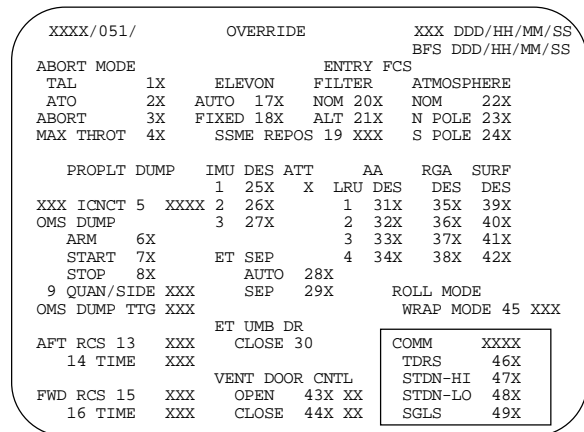 XXXX/051/ OVERRIDE XXX DDD/HH/MM/SS
BFS DDD/HH/MM/SS
ABORT MODE ENTRY FCS
TAL 1X ELEVON FILTER ATMOSPHERE
ATO 2X AUTO 17X NOM 20X NOM 22X
ABORT 3X FIXED 18X ALT 21X N POLE 23X
MAX THROT 4X SSME REPOS 19 XXX S POLE 24X
PROPLT DUMP IMU DES ATT AA RGA SURF
1 25X X LRU DES DES DES
XXX ICNCT 5 XXXX 2 26X 1 31X 35X 39X
OMS DUMP 3 27X 2 32X 36X 40X
ARM 6X 3 33X 37X 41X
START 7X ET SEP 4 34X 38X 42X
STOP 8X AUTO 28X
9 QUAN/SIDE XXX SEP 29X ROLL MODE
OMS DUMP TTG XXX WRAP MODE 45 XXX
ET UMB DR
AFT RCS 13 XXX CLOSE 30 COMM XXXX
14 TIME XXX TDRS 46X
VENT DOOR CNTL STDN-HI 47X
FWD RCS 15 XXX OPEN 43X XX STDN-LO 48X
16 TIME XXX CLOSE 44X XX SGLS 49X